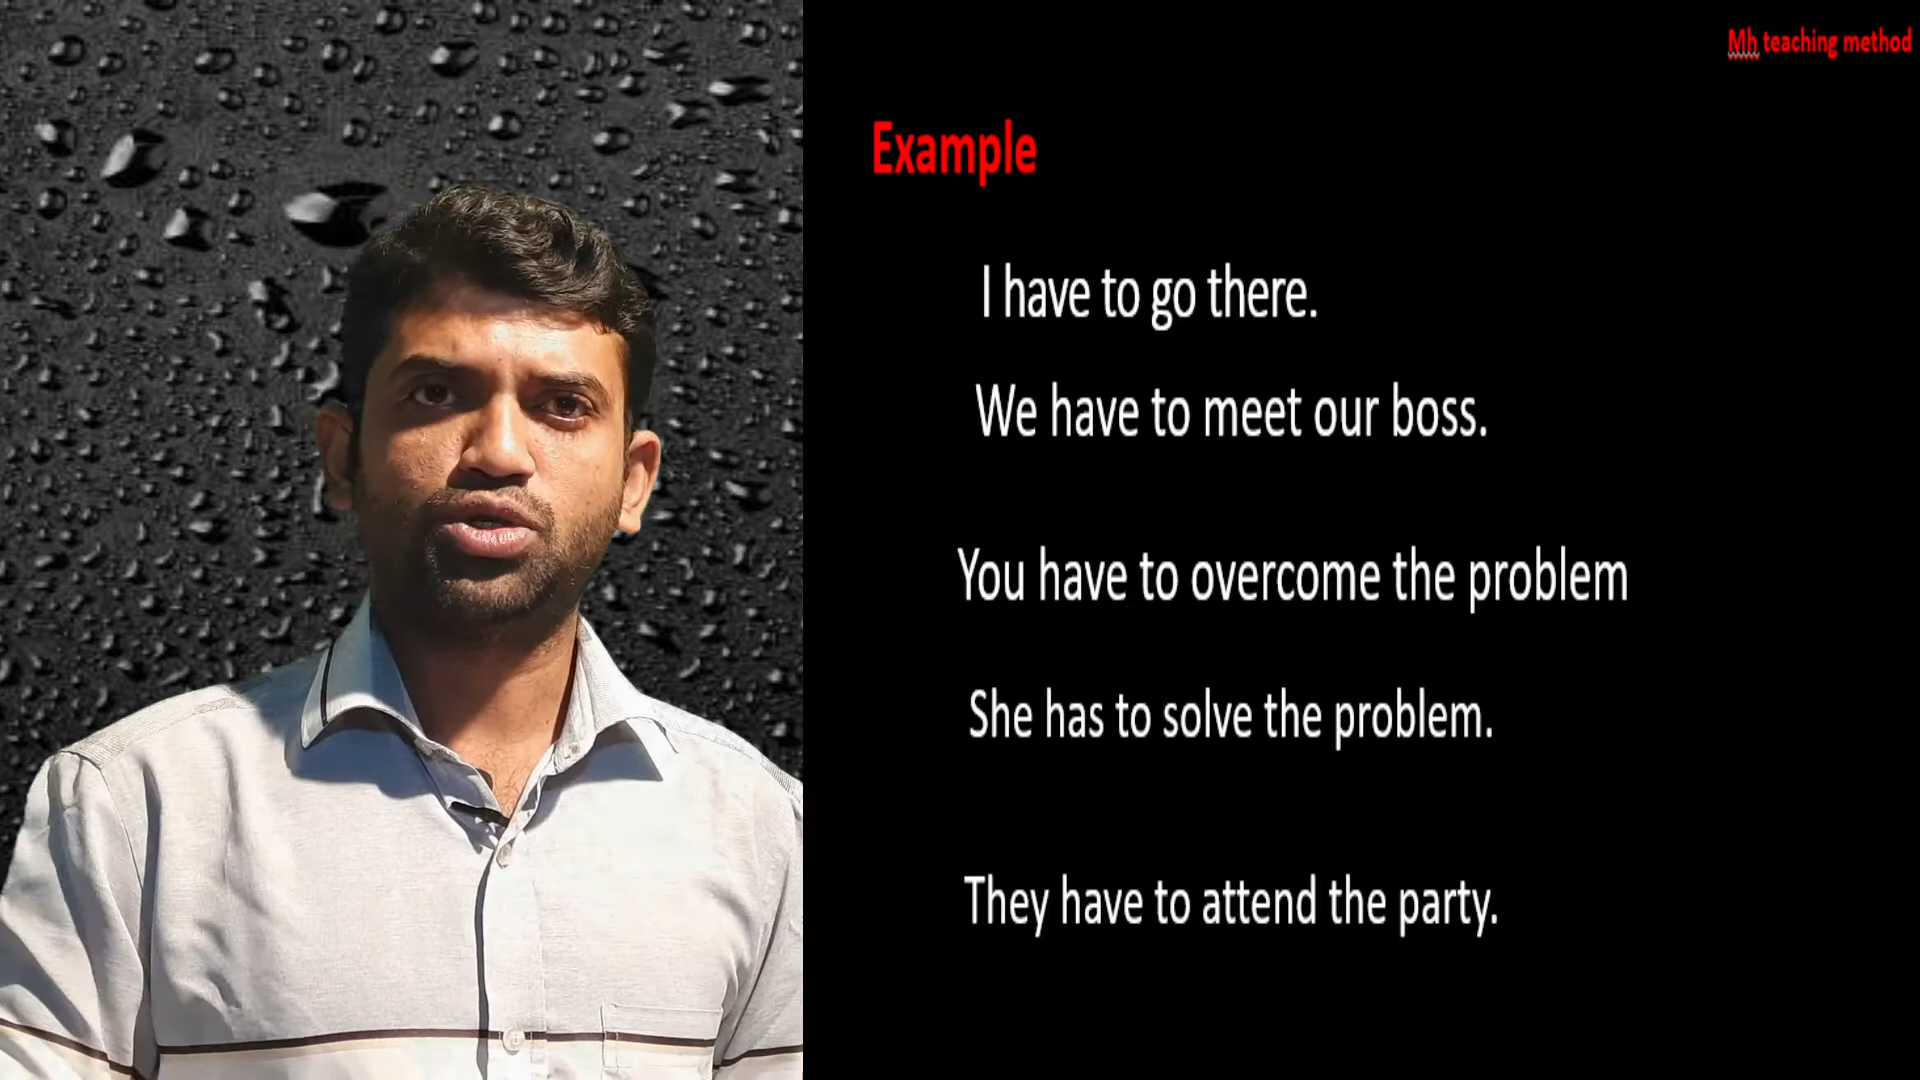 Mh teaching method
Example
I have to go there.
We have to meet our boss.
You have to overcome the problem
She has to solve the problem.
They have to attend the party.